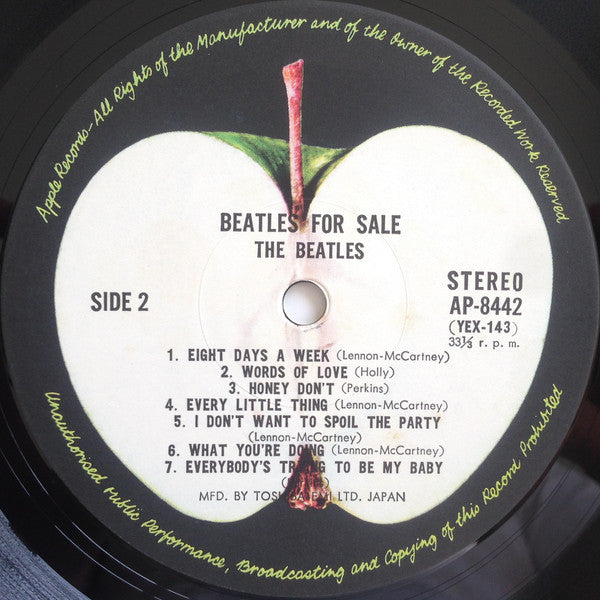 Apple Records–All Rights of the Manufacturer and of the Owner of the Recorded Work Reserved
BEATLES FOR SALE
THE BEATLES
SIDE 2
STEREO
AP-8442
(YEX-143)
33⅓ r. p. m.
1. EIGHT DAYS A WEEK (Lennon-McCartney)
2. WORDS OF LOVE (Holly)
3. HONEY DON'T (Perkins)
4. EVERY LITTLE THING (Lennon-McCartney)
5. I DON'T WANT TO SPOIL THE PARTY
(Lennon-McCartney)
6. WHAT YOU'RE DOING (Lennon-McCartney)
7. EVERYBODY'S TRYING TO BE MY BABY
MFD. BY TOSHIBA EMI LTD. JAPAN
Unauthorised Public Performance, Broadcasting and Copying of this Record Prohibited